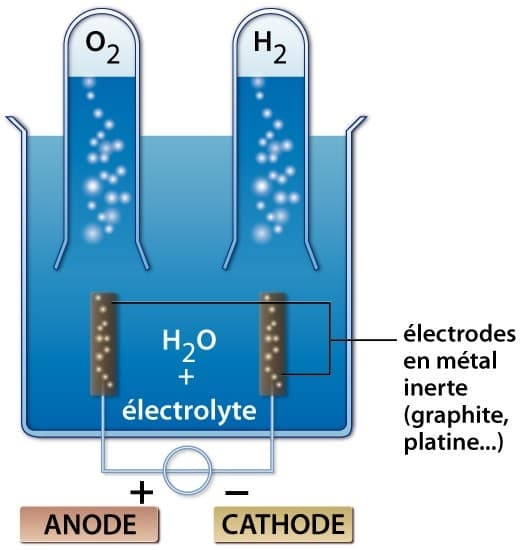 O2
H2
H2O
+
électrolyte
électrodes
en métal
inerte
(graphite,
platine...)
+
−
ANODE
CATHODE